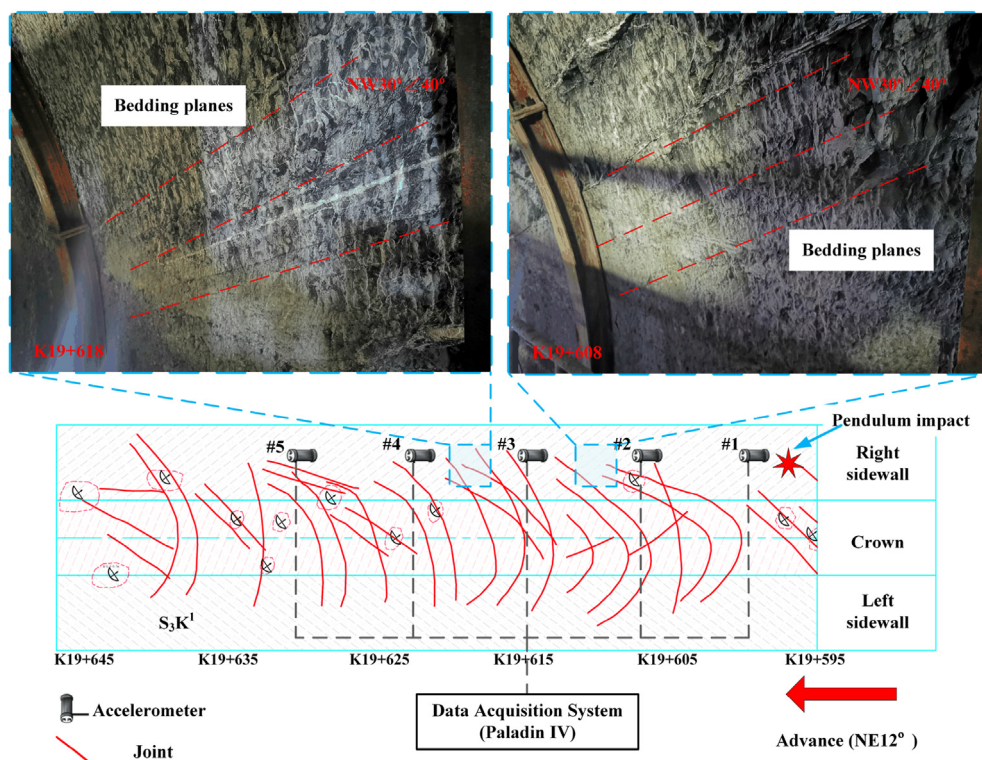 Bedding planes
NW30° ∠40°
K19+618
NW30° ∠40°
Bedding planes
K19+608
Pendulum impact
#5
#4
#3
#2
#1
Right
sidewall
Crown
Left
sidewall
S₃K¹
K19+645
K19+635
K19+625
K19+615
K19+605
K19+595
Accelerometer
Joint
Data Acquisition System
(Paladin IV)
Advance (NE12°)